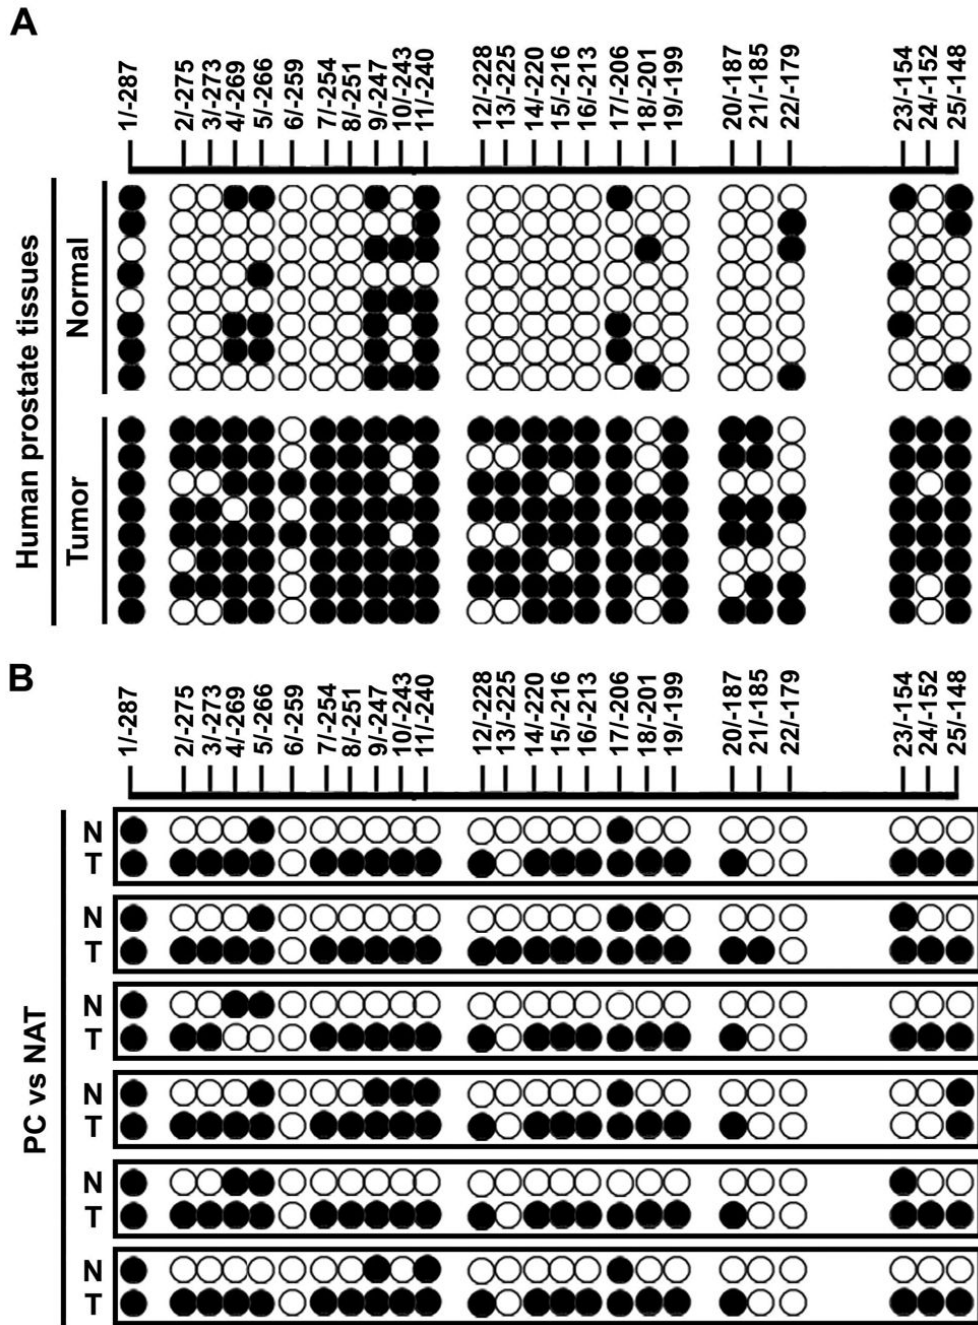 A
1/-287 2/-275 3/-273 4/-269 5/-266 6/-259 7/-254 8/-251 9/-247 10/-243 11/-240 12/-228 13/-225 14/-220 15/-216 16/-213 17/-206 18/-201 19/-199 20/-187 21/-185 22/-179 23/-154 24/-152 25/-148
Human prostate tissues
Normal
Tumor
B
1/-287 2/-275 3/-273 4/-269 5/-266 6/-259 7/-254 8/-251 9/-247 10/-243 11/-240 12/-228 13/-225 14/-220 15/-216 16/-213 17/-206 18/-201 19/-199 20/-187 21/-185 22/-179 23/-154 24/-152 25/-148
PC vs NAT
N
T
N
T
N
T
N
T
N
T
N
T